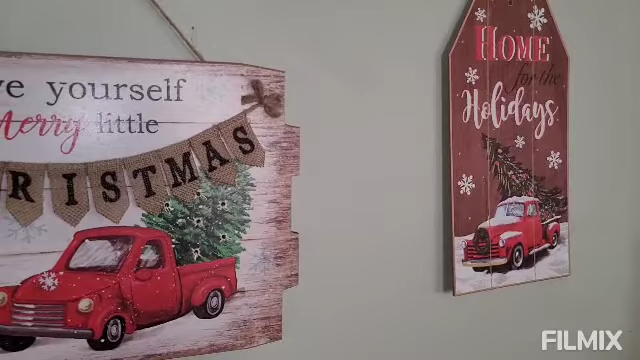 ve yourself
Merry little
RISTMAS
HOME
for the
Holidays
FILMIX